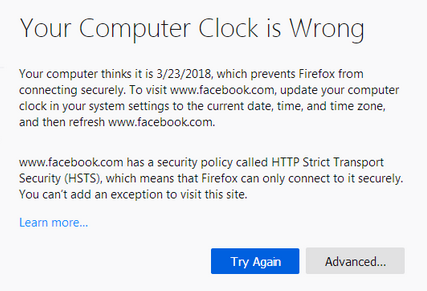 Your Computer Clock is Wrong
Your computer thinks it is 3/23/2018, which prevents Firefox from
connecting securely. To visit www.facebook.com, update your computer
clock in your system settings to the current date, time, and time zone,
and then refresh www.facebook.com.
www.facebook.com has a security policy called HTTP Strict Transport
Security (HSTS), which means that Firefox can only connect to it securely.
You can't add an exception to visit this site.
Learn more...
Try Again
Advanced...